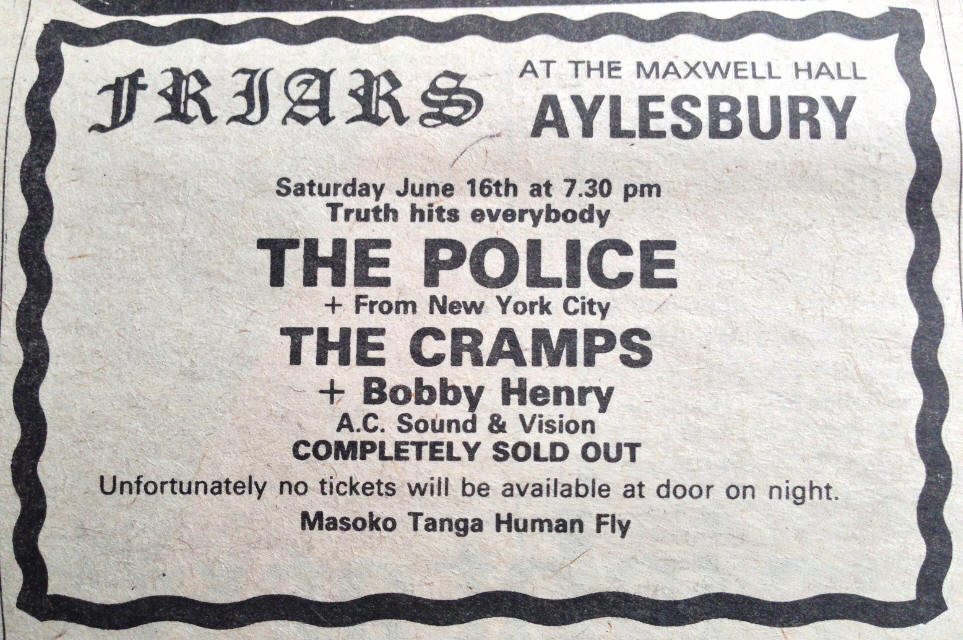 FRIARS
AT THE MAXWELL HALL
AYLESBURY
Saturday June 16th at 7.30 pm
Truth hits everybody
THE POLICE
+ From New York City
THE CRAMPS
+ Bobby Henry
A.C. Sound & Vision
COMPLETELY SOLD OUT
Unfortunately no tickets will be available at door on night.
Masoko Tanga Human Fly